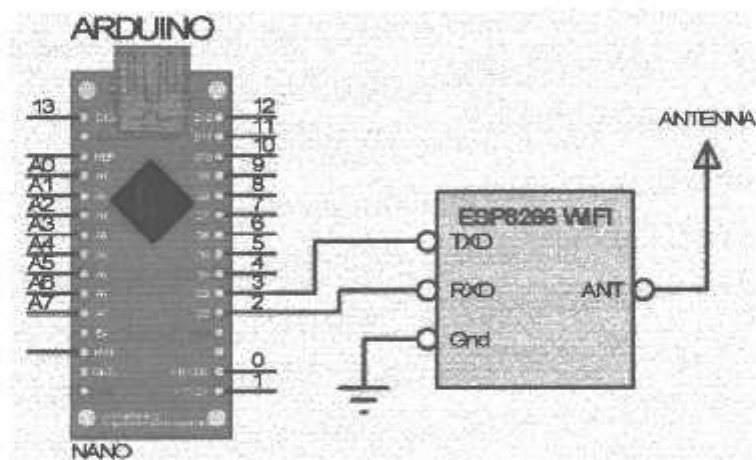 ARDUINO
13
12
11
10
A0
9
A1
8
A2
7
A3
6
A4
5
A5
4
A6
3
A7
2
0
1
NANO
ANTENNA
ESP8266 WIFI
TXD
RXD
ANT
Gnd